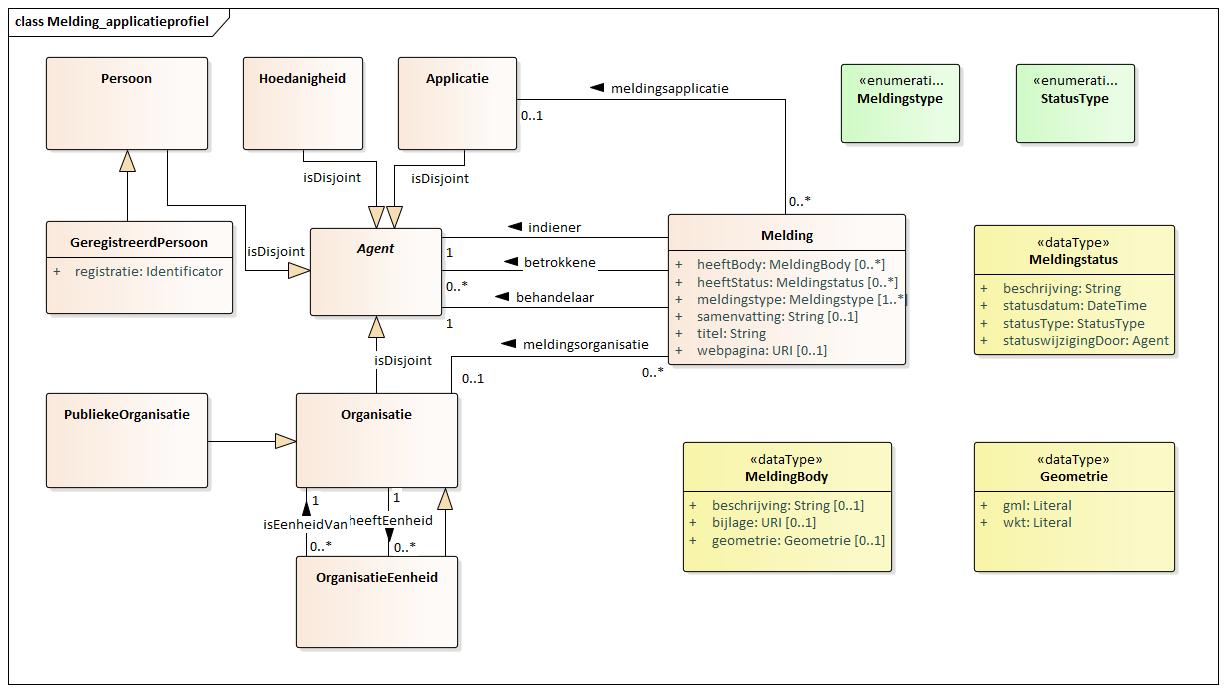 class Melding_applicatieprofiel
Persoon
Hoedanigheid
Applicatie
meldingsapplicatie
0..1
0..*
«enumerati...
Meldingstype
«enumerati...
StatusType
isDisjoint
isDisjoint
GeregistreerdPersoon
+ registratie: Identificator
isDisjoint
Agent
indiener
1
betrokkene
0..*
behandelaar
1
meldingsorganisatie
0..1
0..*
Melding
+ heeftBody: MeldingBody [0..*]
+ heeftStatus: Meldingstatus [0..*]
+ meldingstype: Meldingstype [1..*]
+ samenvatting: String [0..1]
+ titel: String
+ webpagina: URI [0..1]
«dataType»
Meldingstatus
+ beschrijving: String
+ statusdatum: DateTime
+ statusType: StatusType
+ statuswijzigingDoor: Agent
isDisjoint
PubliekeOrganisatie
Organisatie
1
1
isEenheidVan
heeftEenheid
0..*
0..*
OrganisatieEenheid
«dataType»
MeldingBody
+ beschrijving: String [0..1]
+ bijlage: URI [0..1]
+ geometrie: Geometrie [0..1]
«dataType»
Geometrie
+ gml: Literal
+ wkt: Literal